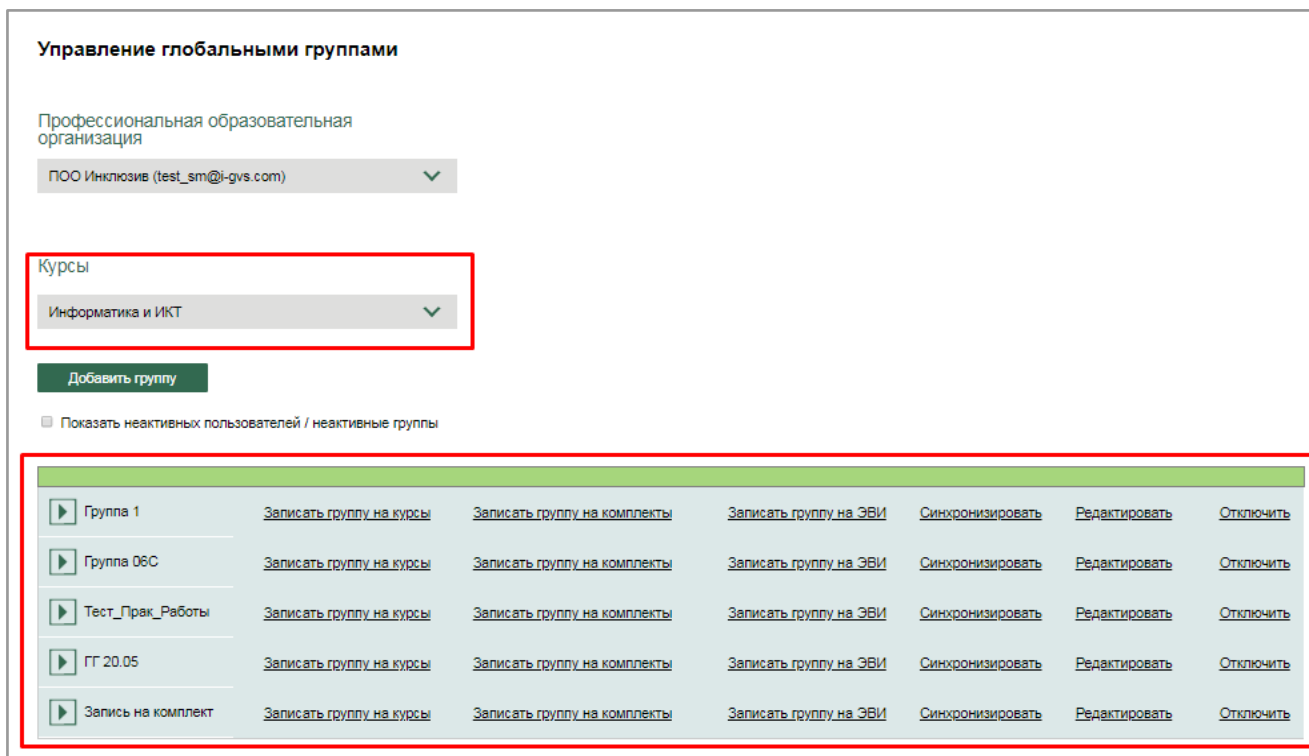 Управление глобальными группами
Профессиональная образовательная
организация
ПОО Инклюзив (test_sm@i-gvs.com)
Курсы
Информатика и ИКТ
Добавить группу
Показать неактивных пользователей / неактивные группы
Группа 1 Записать группу на курсы Записать группу на комплекты Записать группу на ЭВИ Синхронизировать Редактировать Отключить
Группа 06С Записать группу на курсы Записать группу на комплекты Записать группу на ЭВИ Синхронизировать Редактировать Отключить
Тест_Прак_Работы Записать группу на курсы Записать группу на комплекты Записать группу на ЭВИ Синхронизировать Редактировать Отключить
ГГ 20.05 Записать группу на курсы Записать группу на комплекты Записать группу на ЭВИ Синхронизировать Редактировать Отключить
Запись на комплект Записать группу на курсы Записать группу на комплекты Записать группу на ЭВИ Синхронизировать Редактировать Отключить